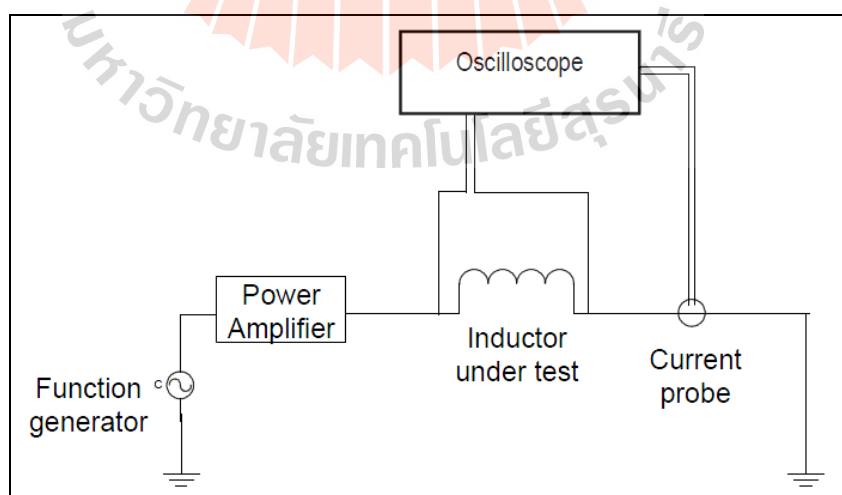 Oscilloscope
มหาวิทยาลัยเทคโนโลยีสุรนารี
Power
Amplifier
Inductor
under test
Current
probe
Function
generator
C